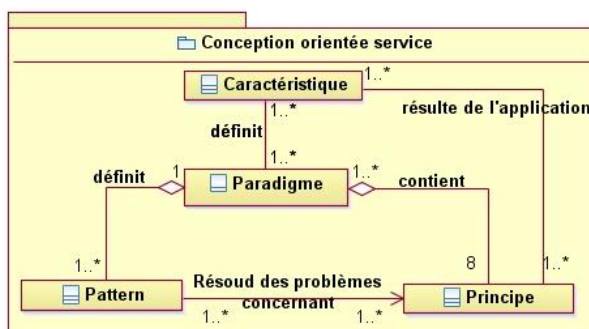 Conception orientée service
Caractéristique
1..*
1..*
résulte de l'application
définit
1..*
définit
1
Paradigme
1..*
contient
1..*
8
1..*
Pattern
Résoud des problèmes
concernant
1..*
1..*
Principe